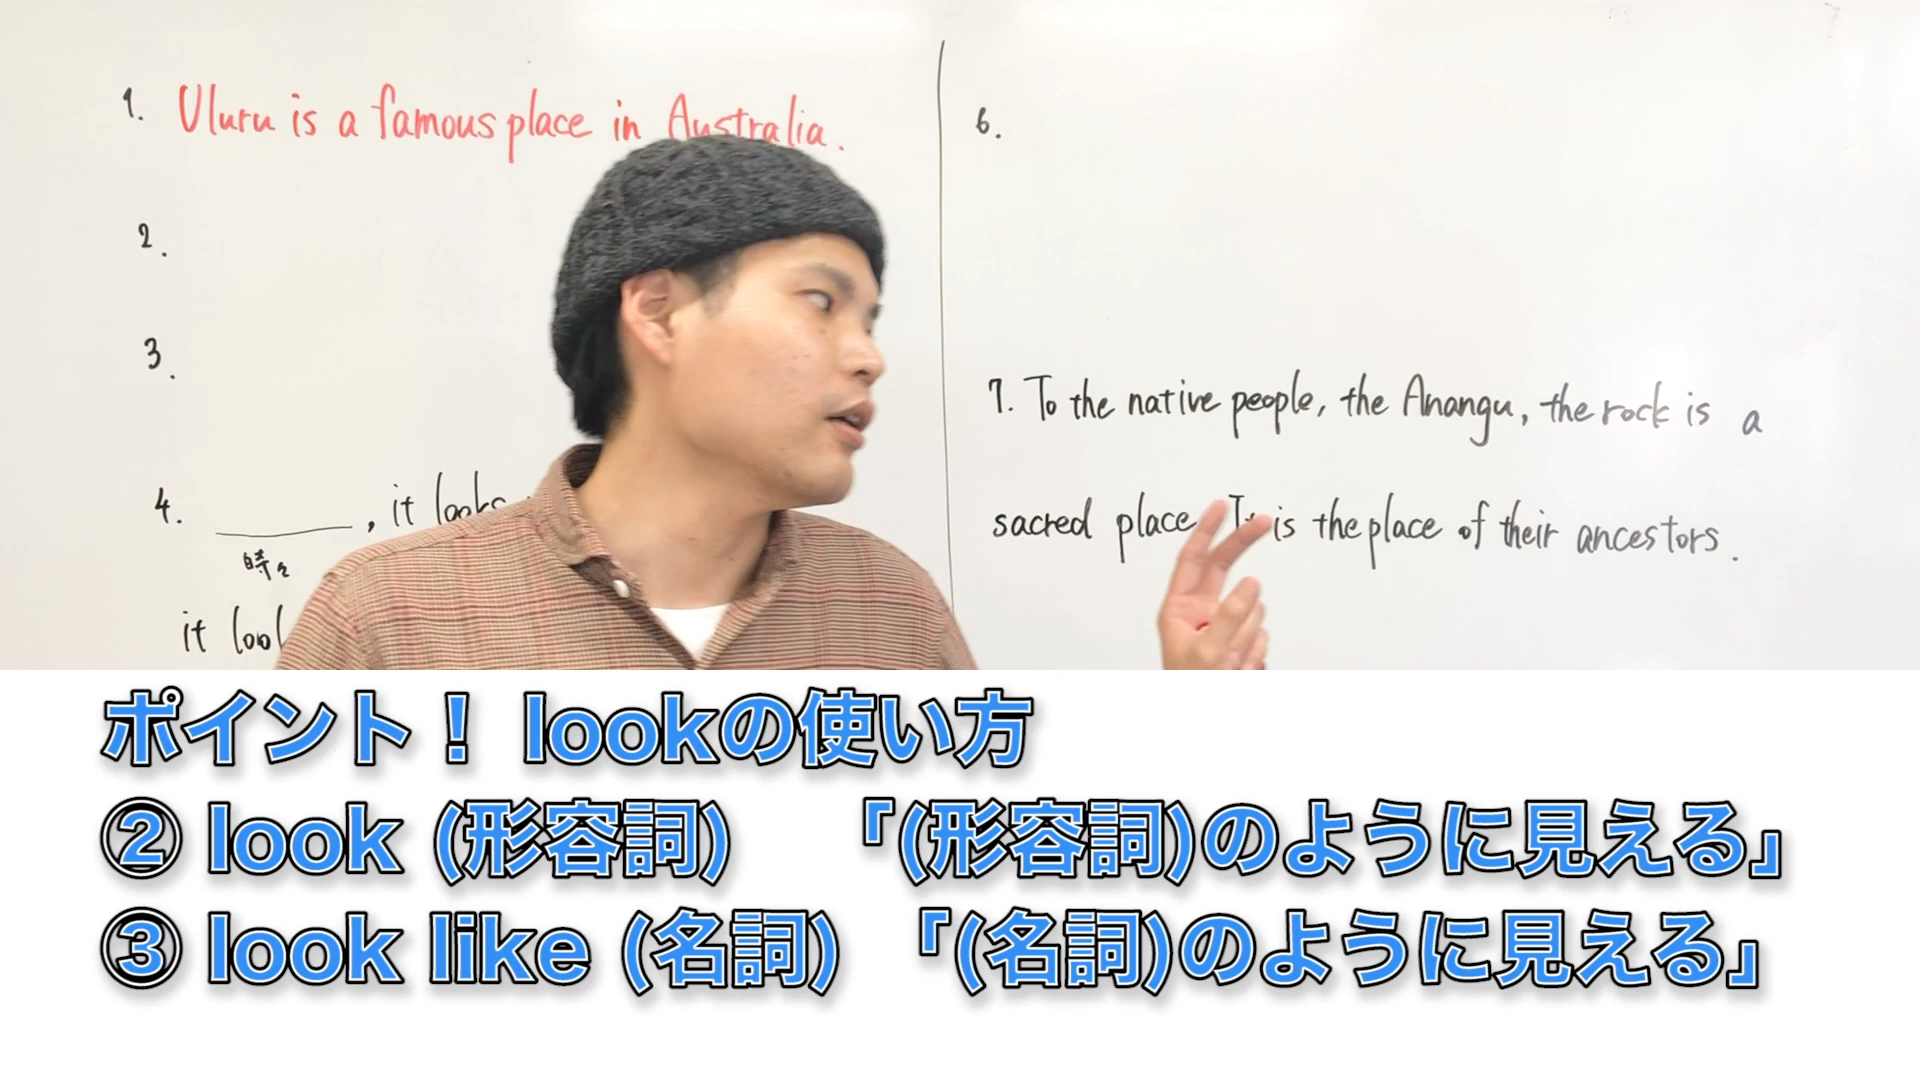 1. Uluru is a famous place in Australia.
2.
3.
4. ＿＿＿, it looks
時々
it
6.
7. To the native people, the Anangu, the rock is a
sacred place. It is the place of their ancestors.
ポイント！ lookの使い方
② look (形容詞) 「(形容詞)のように見える」
③ look like (名詞) 「(名詞)のように見える」